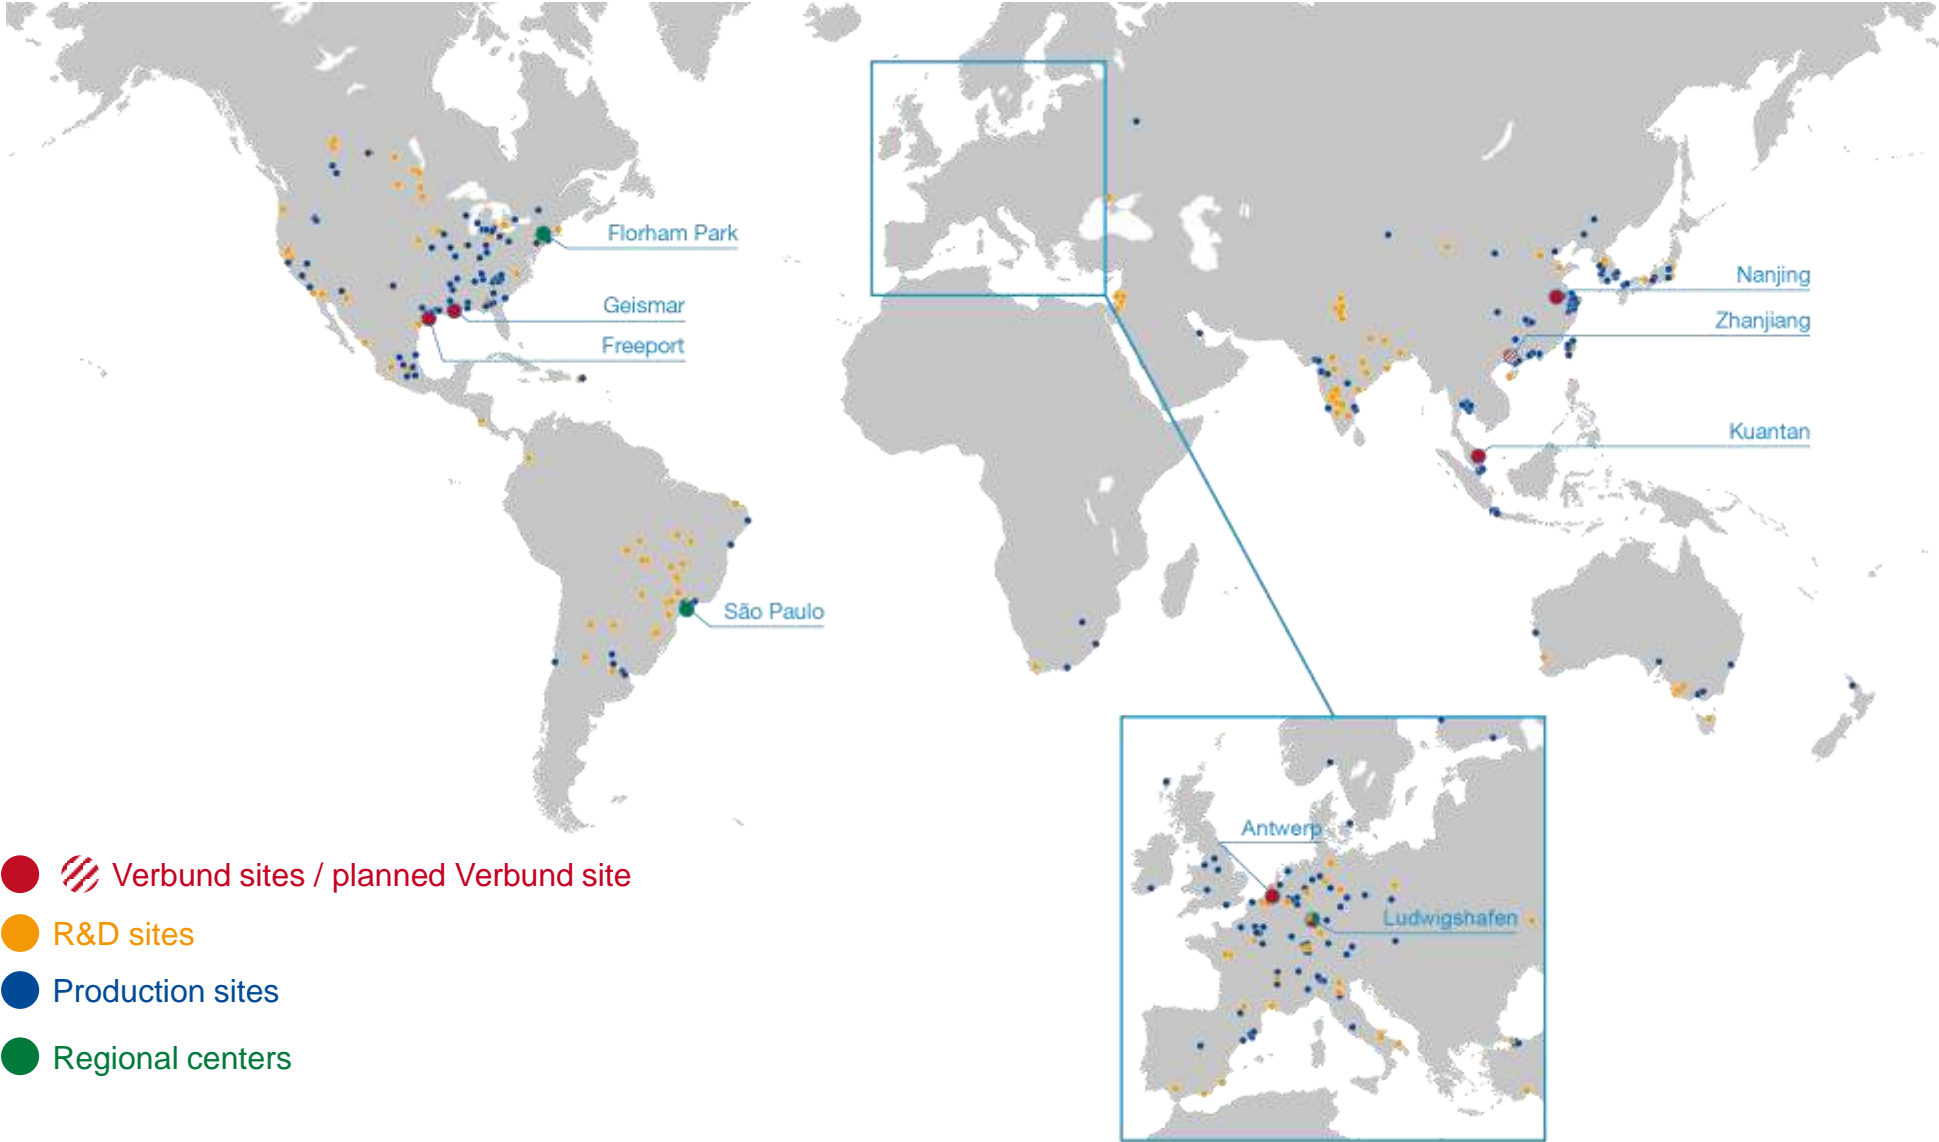 Florham Park
Geismar
Freeport
Nanjing
Zhanjiang
Kuantan
São Paulo
Antwerp
Ludwigshafen
Verbund sites / planned Verbund site
R&D sites
Production sites
Regional centers